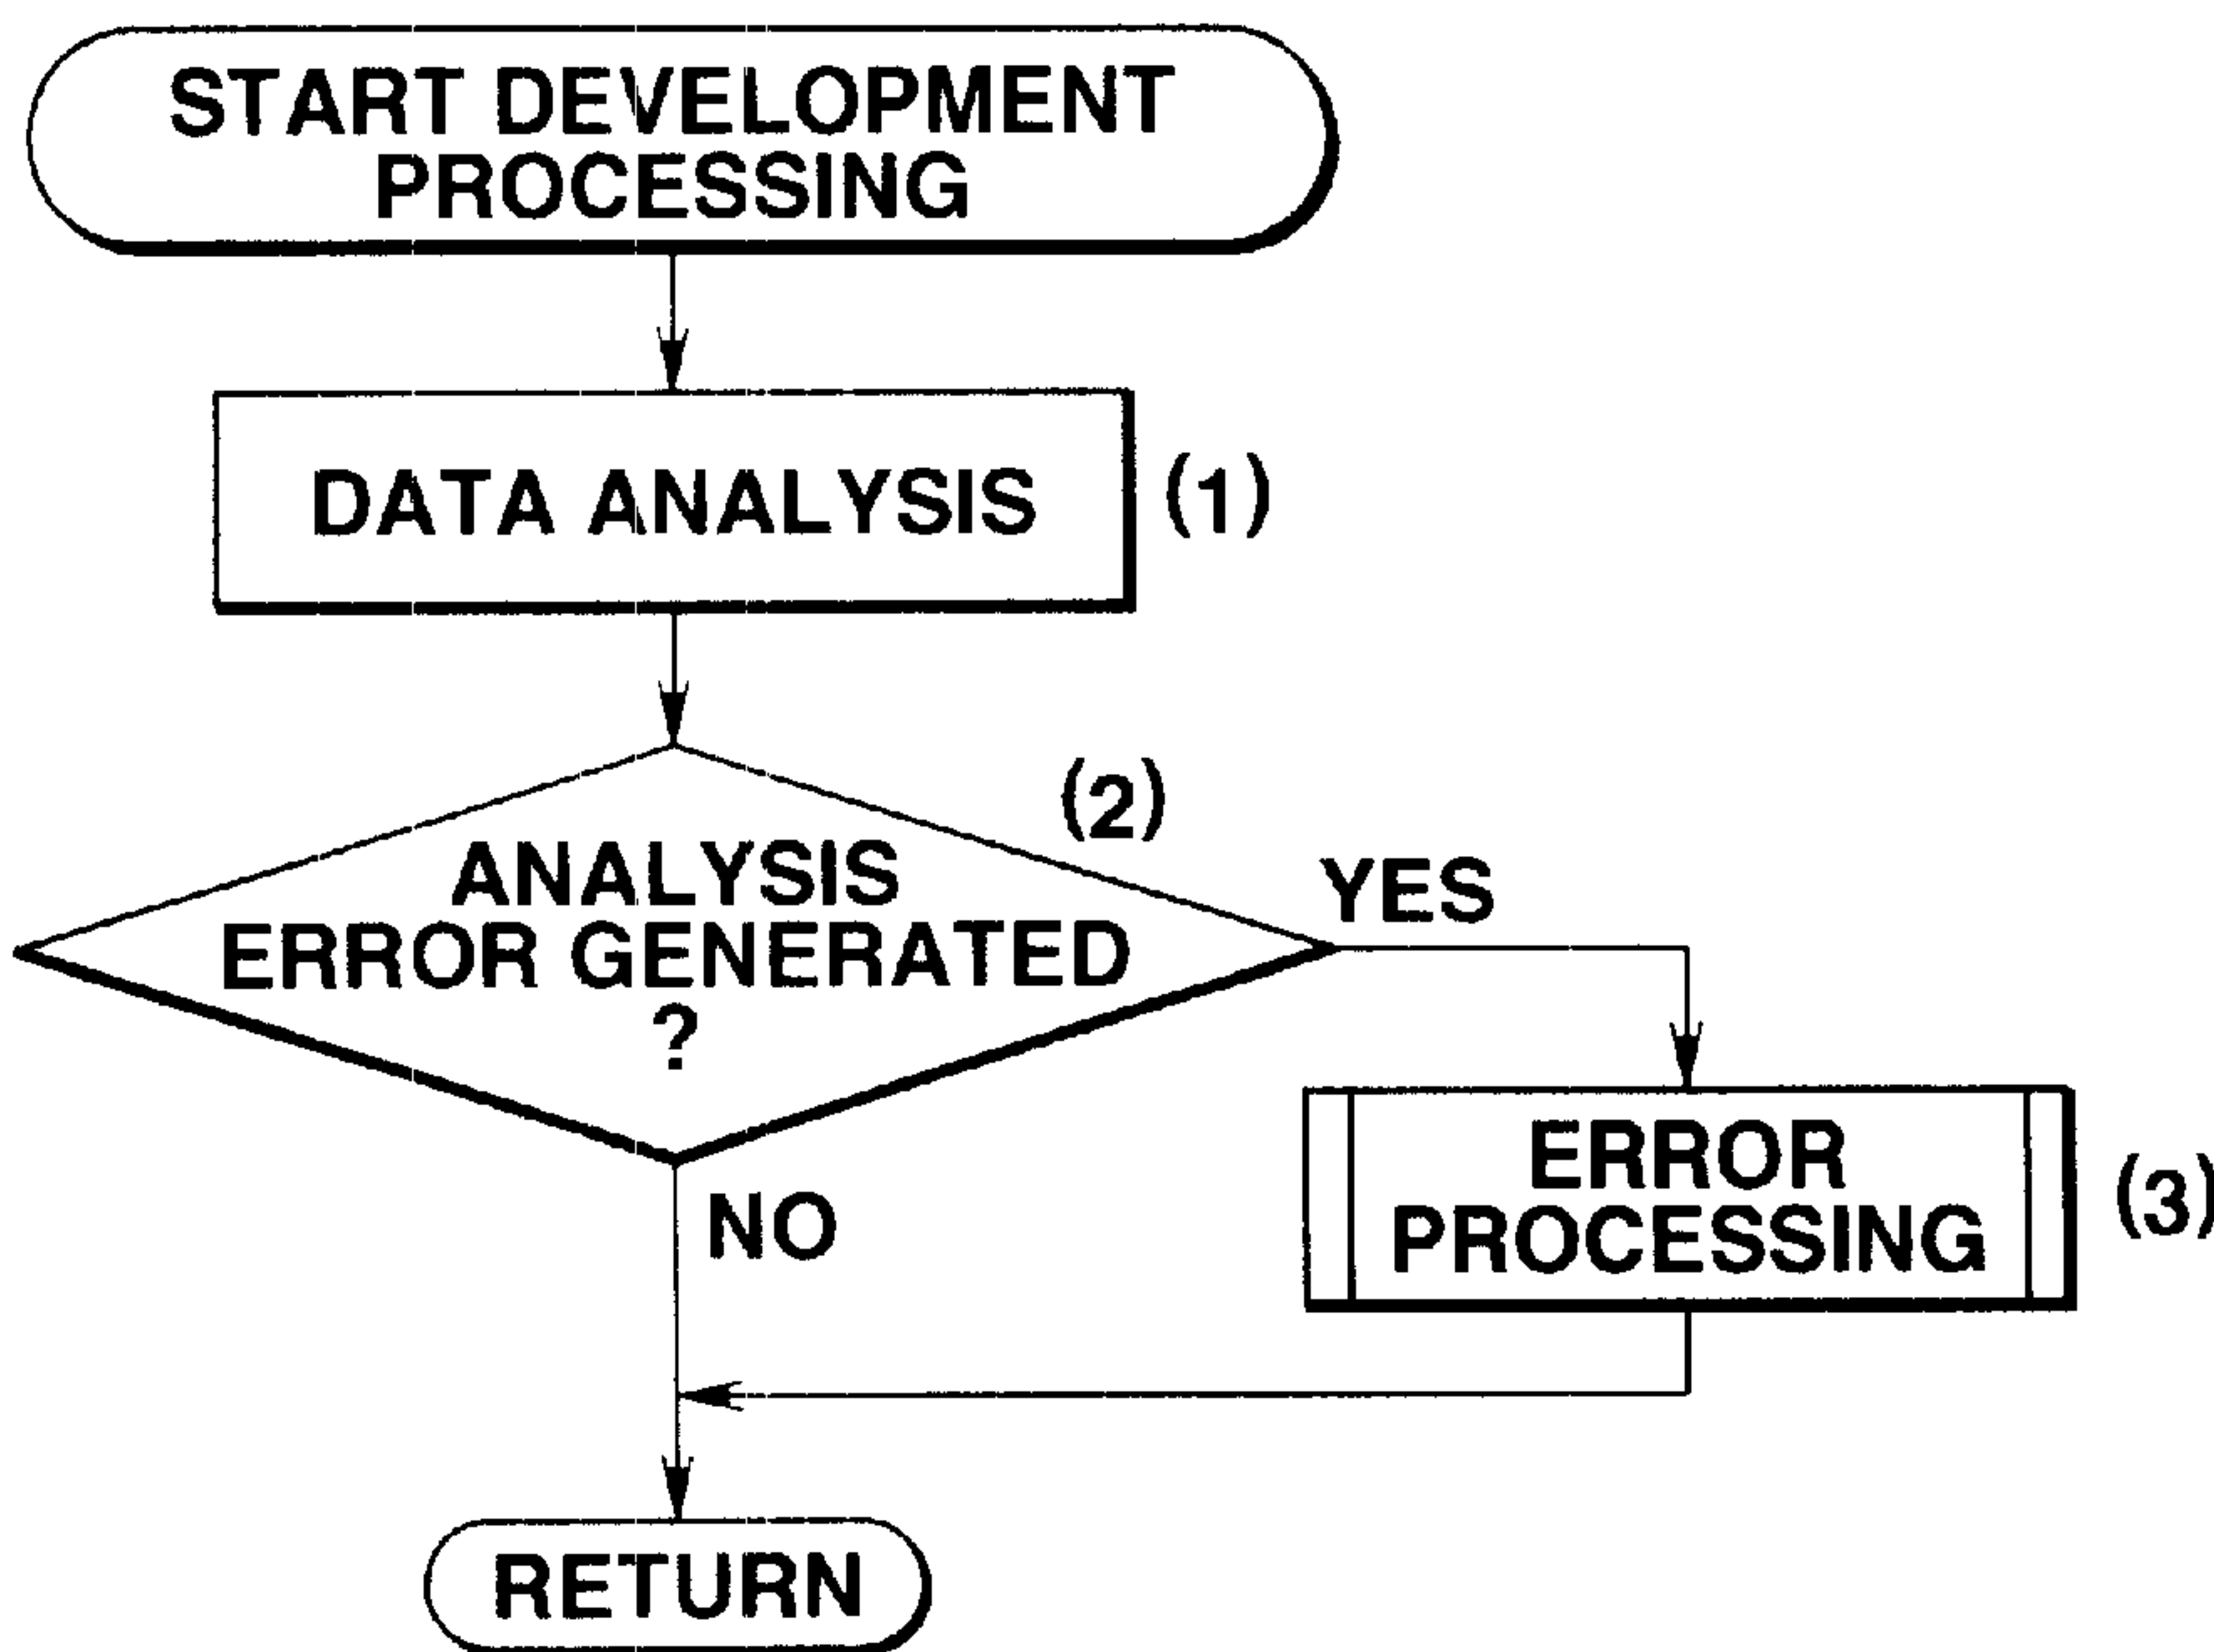 START DEVELOPMENT
PROCESSING
DATA ANALYSIS
(1)
(2)
ANALYSIS
ERROR GENERATED
?
YES
NO
ERROR
PROCESSING
(3)
RETURN